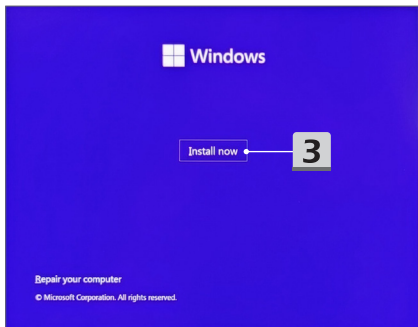 Windows
Install now
3
Repair your computer
© Microsoft Corporation. All rights reserved.